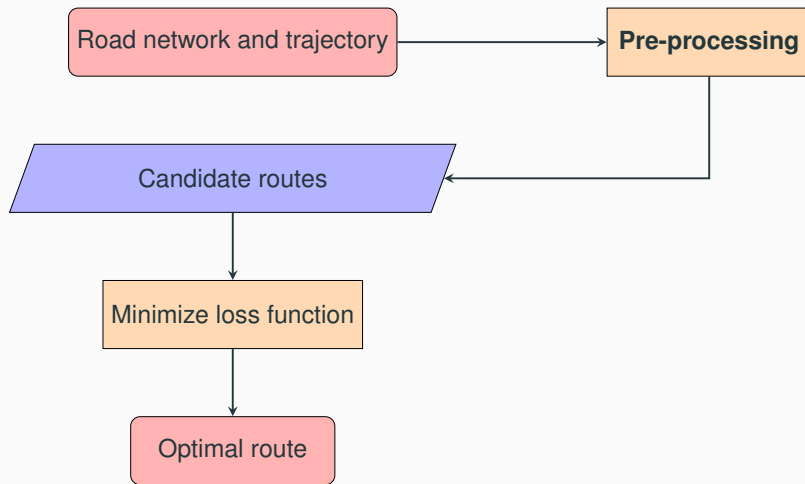 Road network and trajectory
Pre-processing
Candidate routes
Minimize loss function
Optimal route